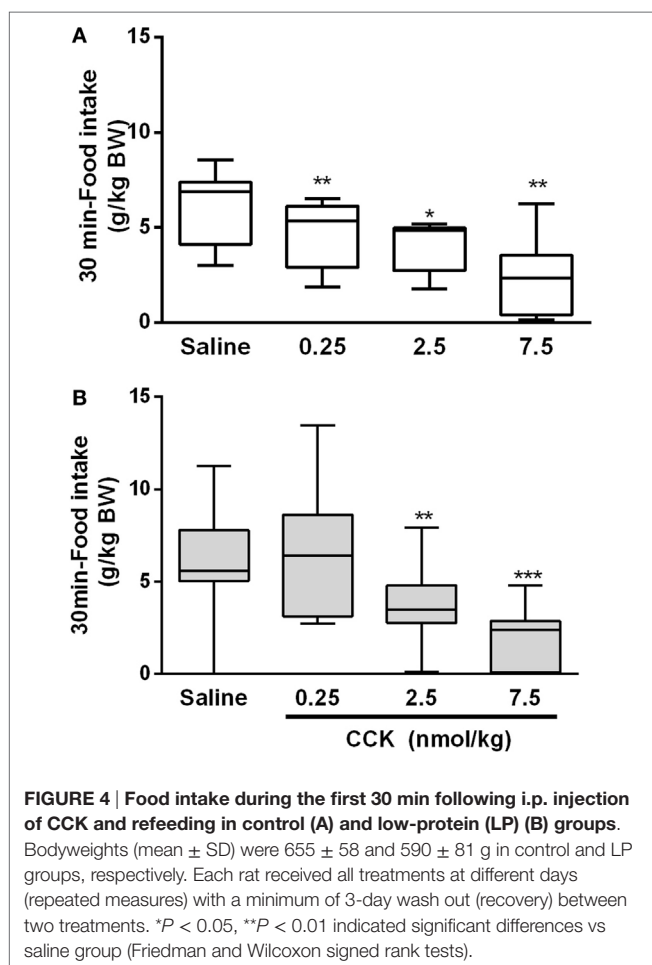 A
15
10
5
0
30 min-Food intake
(g/kg BW)
**
*
**
Saline 0.25 2.5 7.5
B
15
10
5
0
30min-Food intake
(g/kg BW)
**
***
Saline 0.25 2.5 7.5
CCK (nmol/kg)
FIGURE 4 | Food intake during the first 30 min following i.p. injection
of CCK and refeeding in control (A) and low-protein (LP) (B) groups.
Bodyweights (mean ± SD) were 655 ± 58 and 590 ± 81 g in control and LP
groups, respectively. Each rat received all treatments at different days
(repeated measures) with a minimum of 3-day wash out (recovery) between
two treatments. *P < 0.05, **P < 0.01 indicated significant differences vs
saline group (Friedman and Wilcoxon signed rank tests).